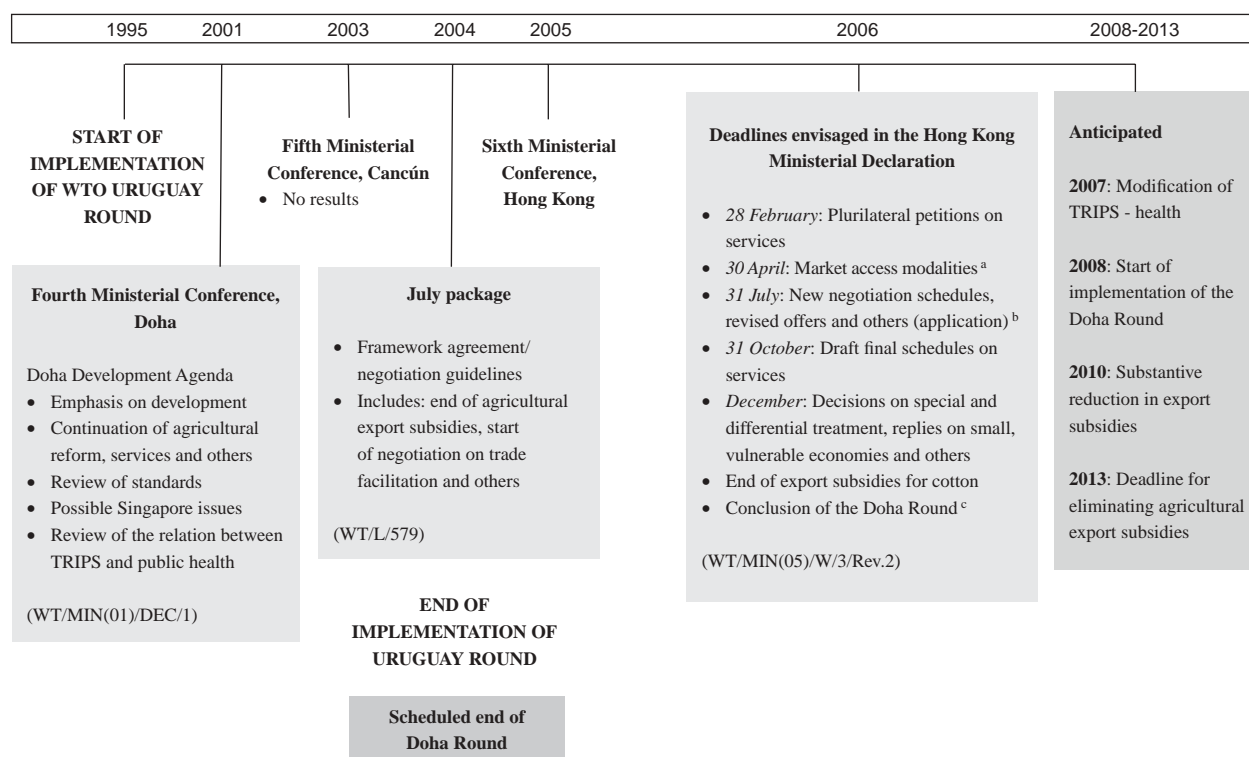 1995 2001 2003 2004 2005 2006 2008-2013
START OF
IMPLEMENTATION
OF WTO URUGUAY
ROUND
Fourth Ministerial Conference,
Doha
Doha Development Agenda
• Emphasis on development
• Continuation of agricultural
reform, services and others
• Review of standards
• Possible Singapore issues
• Review of the relation between
TRIPS and public health
(WT/MIN(01)/DEC/1)
Fifth Ministerial
Conference, Cancún
• No results
July package
• Framework agreement/
negotiation guidelines
• Includes: end of agricultural
export subsidies, start
of negotiation on trade
facilitation and others
(WT/L/579)
END OF
IMPLEMENTATION OF
URUGUAY ROUND
Scheduled end of
Doha Round
Sixth Ministerial
Conference,
Hong Kong
Deadlines envisaged in the Hong Kong
Ministerial Declaration
• 28 February: Plurilateral petitions on
services
• 30 April: Market access modalities a
• 31 July: New negotiation schedules,
revised offers and others (application) b
• 31 October: Draft final schedules on
services
• December: Decisions on special and
differential treatment, replies on small,
vulnerable economies and others
• End of export subsidies for cotton
• Conclusion of the Doha Round c
(WT/MIN(05)/W/3/Rev.2)
Anticipated
2007: Modification of
TRIPS - health
2008: Start of
implementation of the
Doha Round
2010: Substantive
reduction in export
subsidies
2013: Deadline for
eliminating agricultural
export subsidies